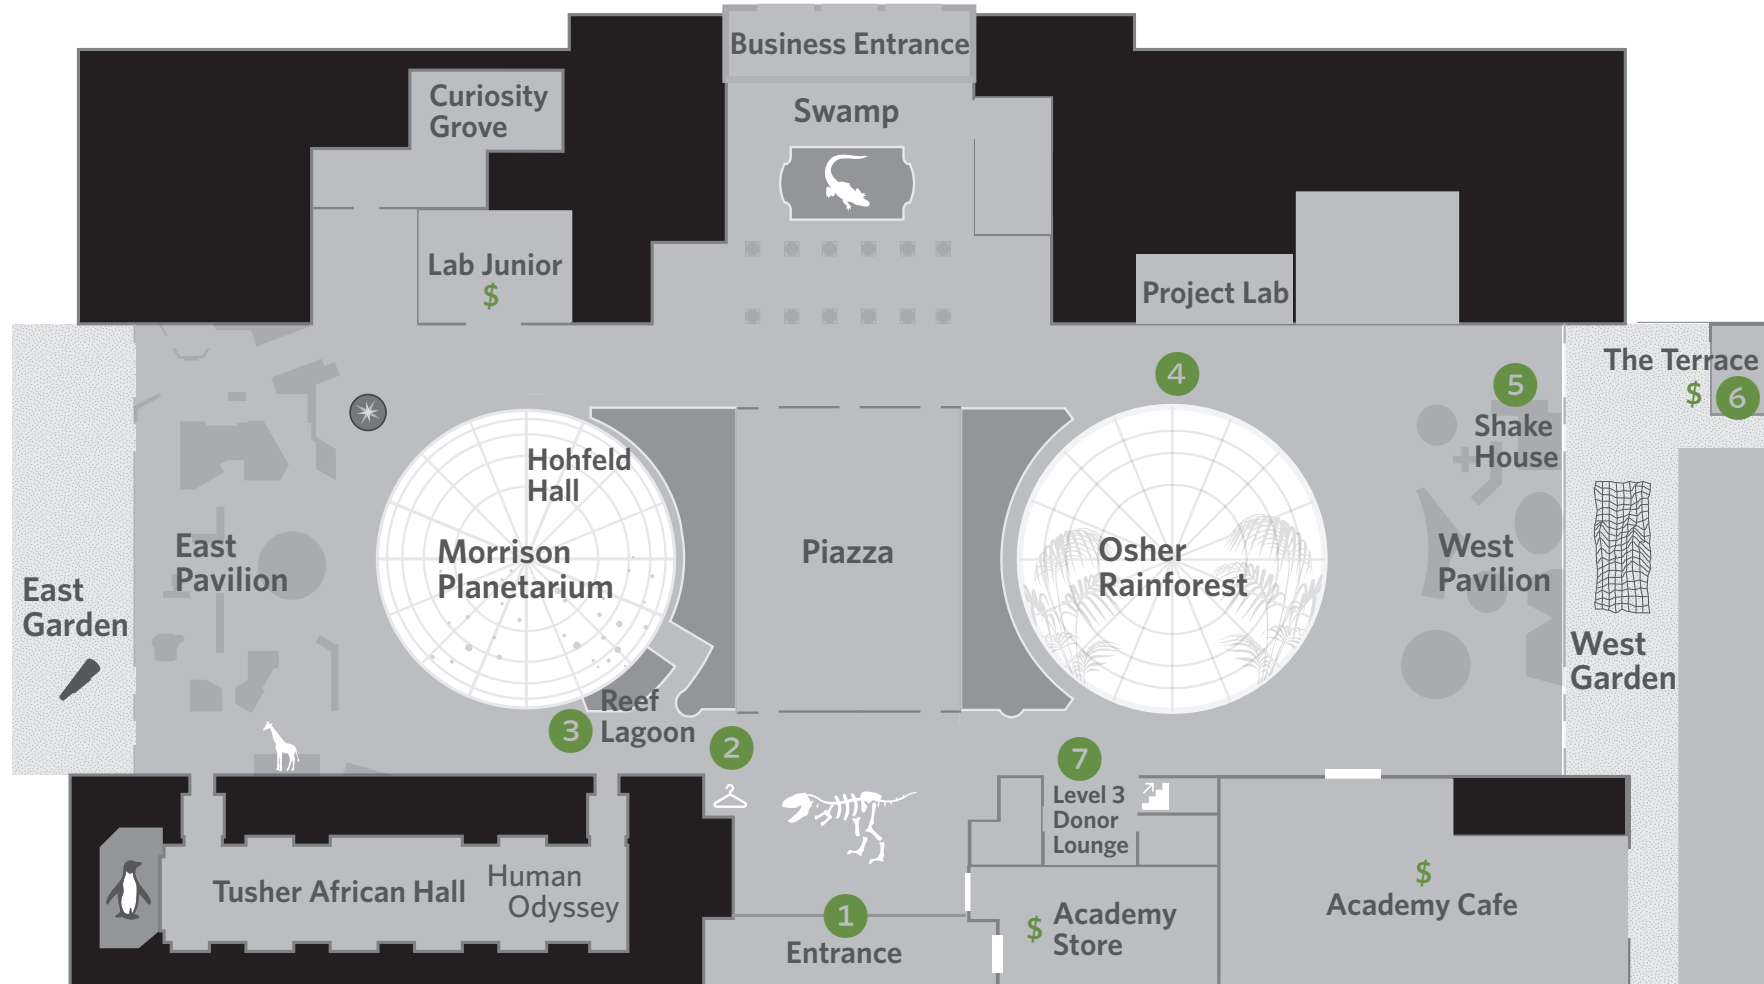 Business Entrance
Curiosity
Grove
Swamp
Lab Junior
$
Project Lab
4
5
The Terrace
$
6
Shake
House
Hohfeld
Hall
Morrison
Planetarium
Piazza
Osher
Rainforest
East
Pavilion
West
Pavilion
East
Garden
West
Garden
Reef
Lagoon
3
2
7
Level 3
Donor
Lounge
Tusher African Hall
Human
Odyssey
1
Entrance
$
Academy
Store
$
Academy Cafe